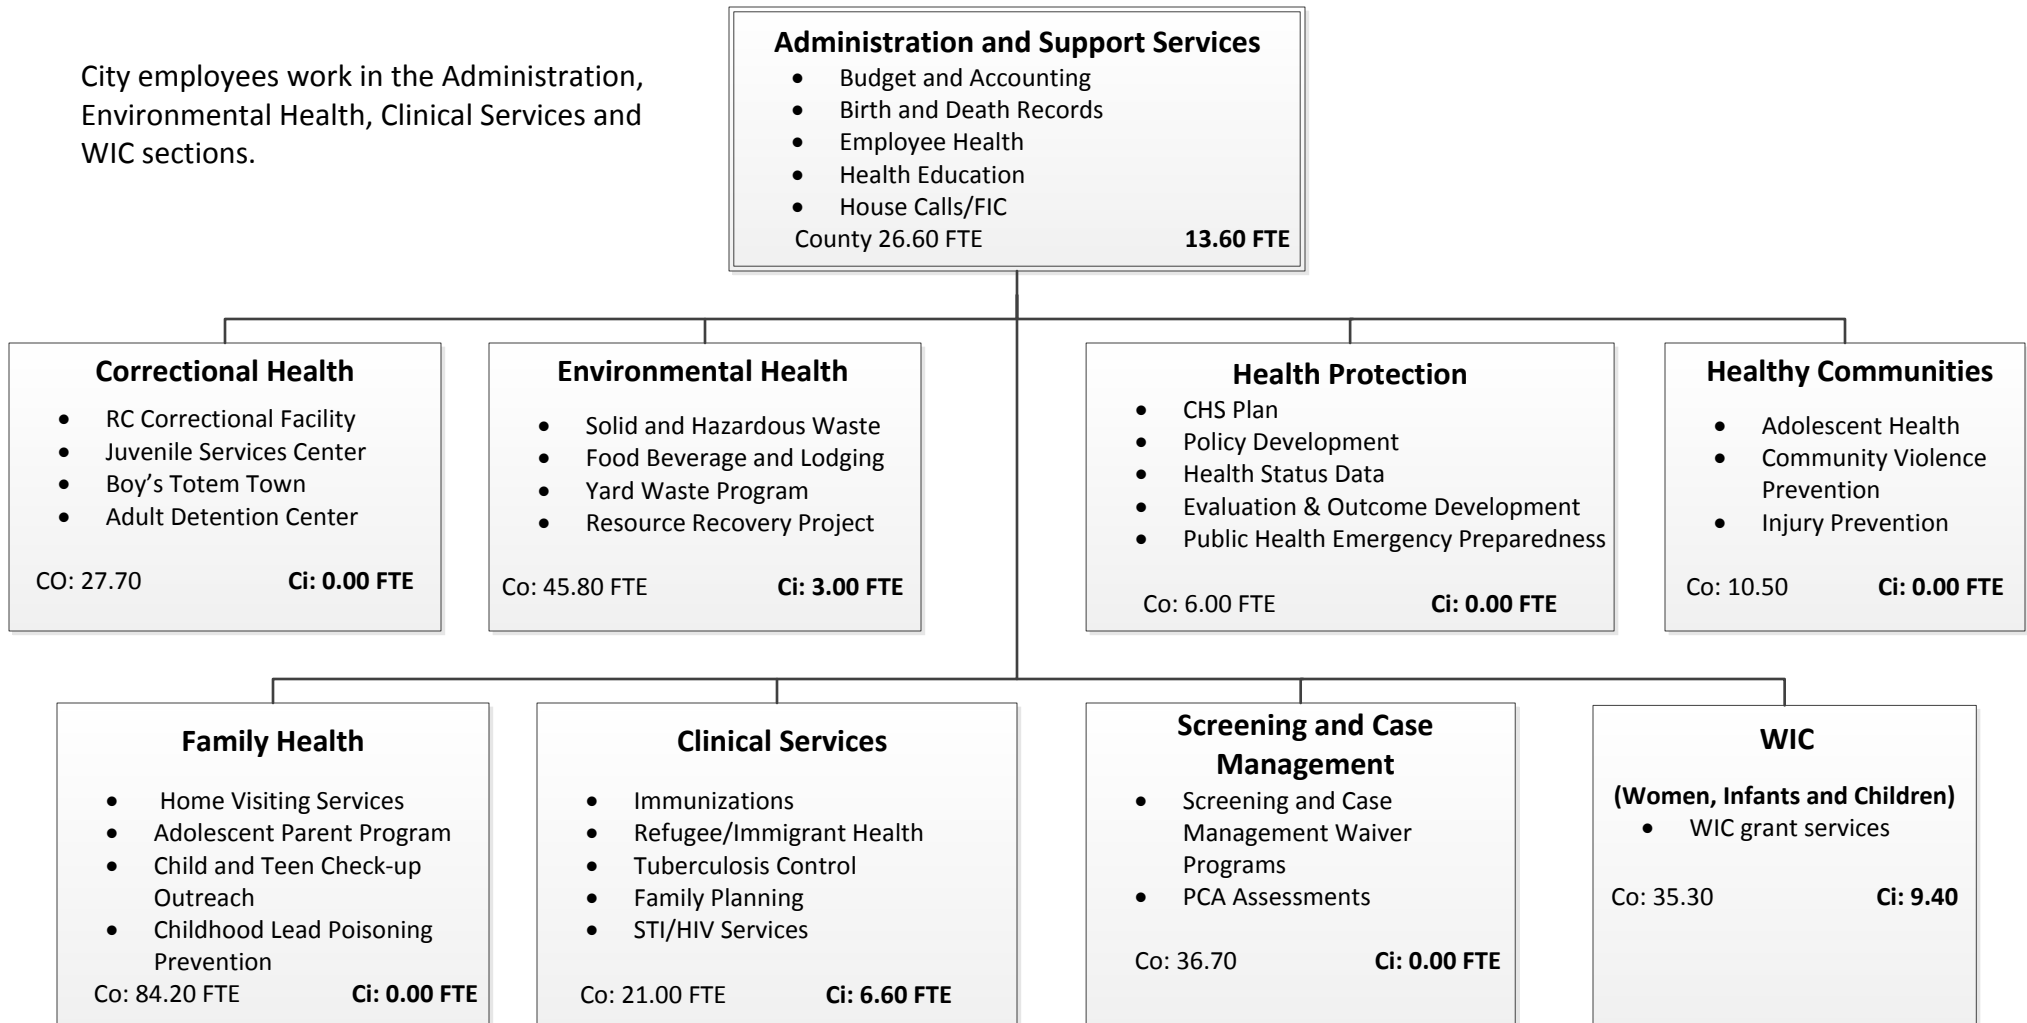 City employees work in the Administration,
Environmental Health, Clinical Services and
WIC sections.
Administration and Support Services
• Budget and Accounting
• Birth and Death Records
• Employee Health
• Health Education
• House Calls/FIC
County 26.60 FTE 13.60 FTE
Correctional Health
• RC Correctional Facility
• Juvenile Services Center
• Boy's Totem Town
• Adult Detention Center
CO: 27.70 Ci: 0.00 FTE
Environmental Health
• Solid and Hazardous Waste
• Food Beverage and Lodging
• Yard Waste Program
• Resource Recovery Project
Co: 45.80 FTE Ci: 3.00 FTE
Health Protection
• CHS Plan
• Policy Development
• Health Status Data
• Evaluation & Outcome Development
• Public Health Emergency Preparedness
Co: 6.00 FTE Ci: 0.00 FTE
Healthy Communities
• Adolescent Health
• Community Violence
Prevention
• Injury Prevention
Co: 10.50 Ci: 0.00 FTE
Family Health
• Home Visiting Services
• Adolescent Parent Program
• Child and Teen Check-up
Outreach
• Childhood Lead Poisoning
Prevention
Co: 84.20 FTE Ci: 0.00 FTE
Clinical Services
• Immunizations
• Refugee/Immigrant Health
• Tuberculosis Control
• Family Planning
• STI/HIV Services
Co: 21.00 FTE Ci: 6.60 FTE
Screening and Case
Management
• Screening and Case
Management Waiver
Programs
• PCA Assessments
Co: 36.70 Ci: 0.00 FTE
WIC
(Women, Infants and Children)
• WIC grant services
Co: 35.30 Ci: 9.40